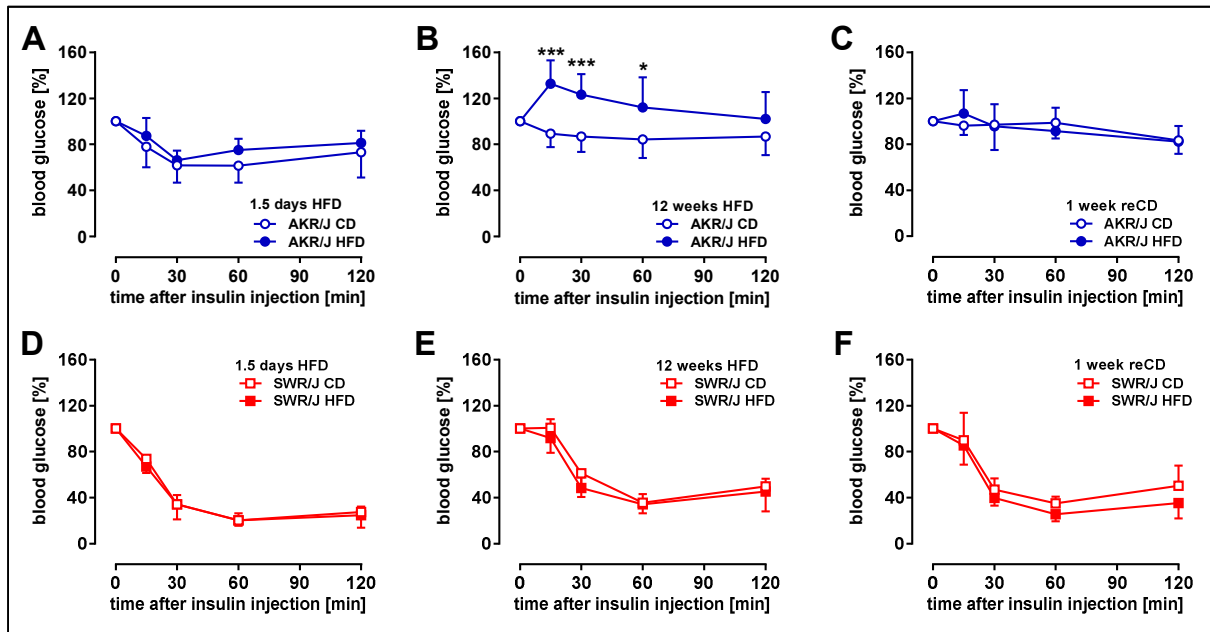 A
blood glucose [%]
160
120
80
40
0
1.5 days HFD
AKR/J CD
AKR/J HFD
0 30 60 90 120
time after insulin injection [min]
B
blood glucose [%]
160
120
80
40
0
*** *** *
12 weeks HFD
AKR/J CD
AKR/J HFD
0 30 60 90 120
time after insulin injection [min]
C
blood glucose [%]
160
120
80
40
0
1 week reCD
AKR/J CD
AKR/J HFD
0 30 60 90 120
time after insulin injection [min]
D
blood glucose [%]
160
120
80
40
0
1.5 days HFD
SWR/J CD
SWR/J HFD
0 30 60 90 120
time after insulin injection [min]
E
blood glucose [%]
160
120
80
40
0
12 weeks HFD
SWR/J CD
SWR/J HFD
0 30 60 90 120
time after insulin injection [min]
F
blood glucose [%]
160
120
80
40
0
1 week reCD
SWR/J CD
SWR/J HFD
0 30 60 90 120
time after insulin injection [min]